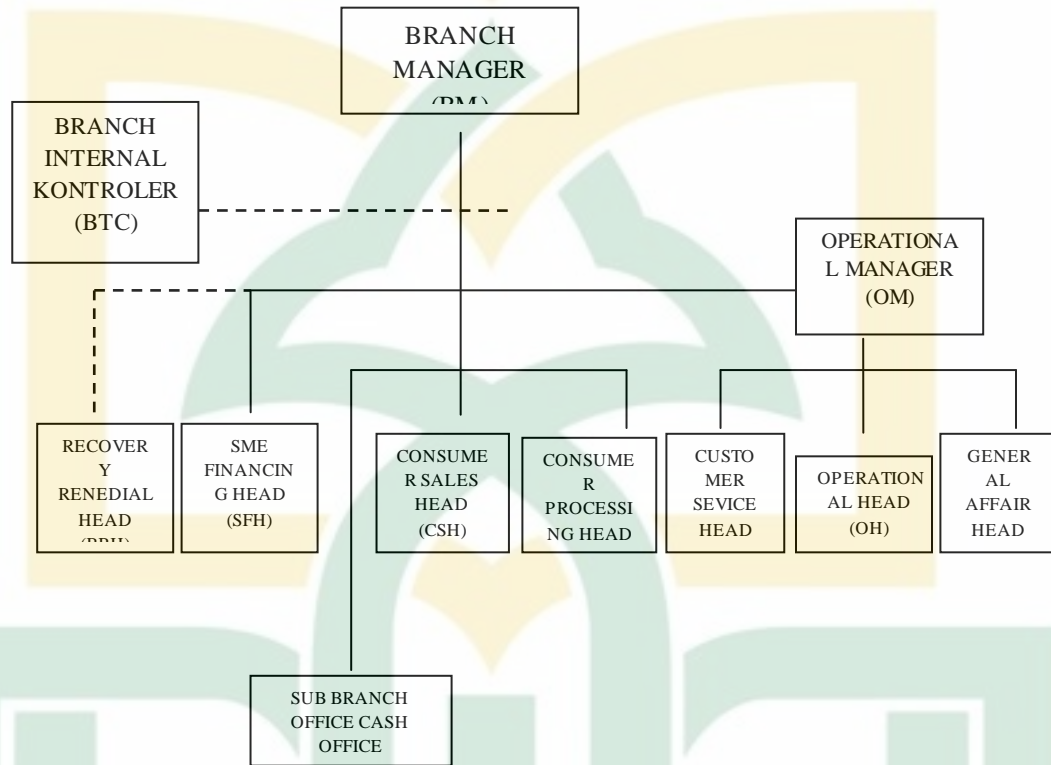 BRANCH
MANAGER
(BM)
BRANCH
INTERNAL
KONTROLER
(BTC)
OPERATIONA
L MANAGER
(OM)
RECOVER
Y
RENEDIAL
HEAD
SME
FINANCIN
G HEAD
(SFH)
CONSUME
R SALES
HEAD
(CSH)
CONSUME
R
PROCESSI
NG HEAD
CUSTO
MER
SEVICE
HEAD
OPERATION
AL HEAD
(OH)
GENER
AL
AFFAIR
HEAD
SUB BRANCH
OFFICE CASH
OFFICE